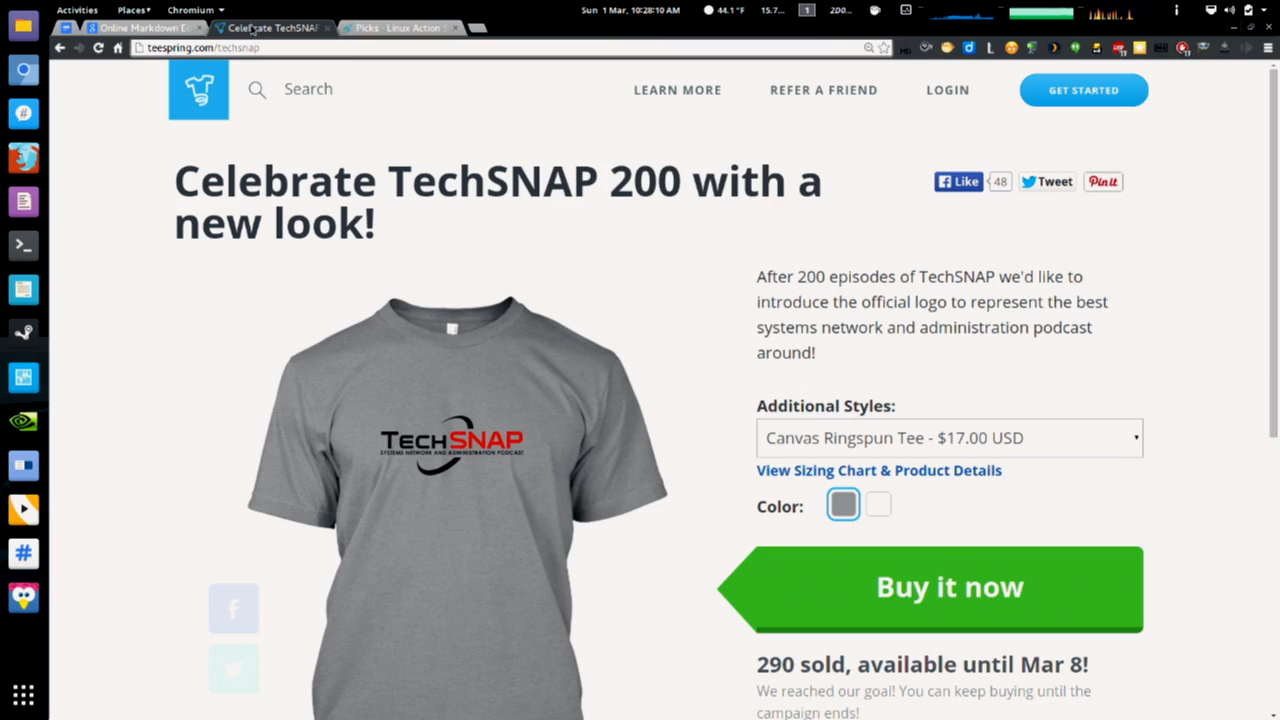 Activities Places Chromium Sun 1 Mar, 10:28:10 AM 44.1 °F 15.7... 1 200...
Online Markdown Ed Celebrate TechSNAP Picks - Linux Action
teespring.com/techsnap
Search LEARN MORE REFER A FRIEND LOGIN GET STARTED
Celebrate TechSNAP 200 with a
new look!
Like 48 Tweet Pin it
After 200 episodes of TechSNAP we'd like to
introduce the official logo to represent the best
systems network and administration podcast
around!
TECHSNAP
SYSTEMS NETWORK AND ADMINISTRATION PODCAST
Additional Styles:
Canvas Ringspun Tee - $17.00 USD
View Sizing Chart & Product Details
Color:
Buy it now
290 sold, available until Mar 8!
We reached our goal! You can keep buying until the
campaign ends!